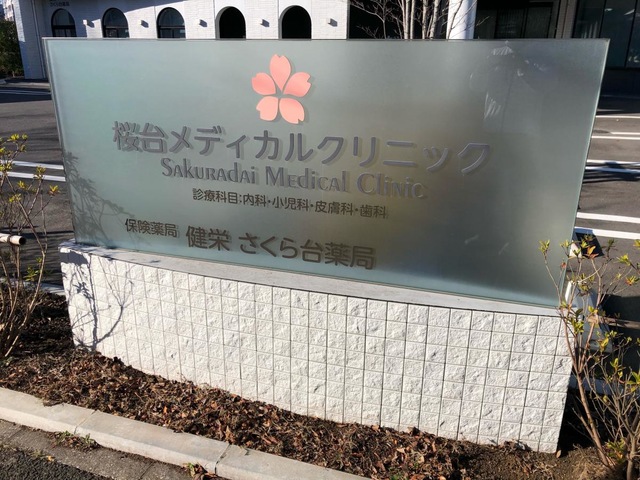 桜台メディカルクリニック
Sakuradai Medical Clinic
診療科目:内科・小児科・皮膚科・歯科
保険薬局 健栄 さくら台薬局